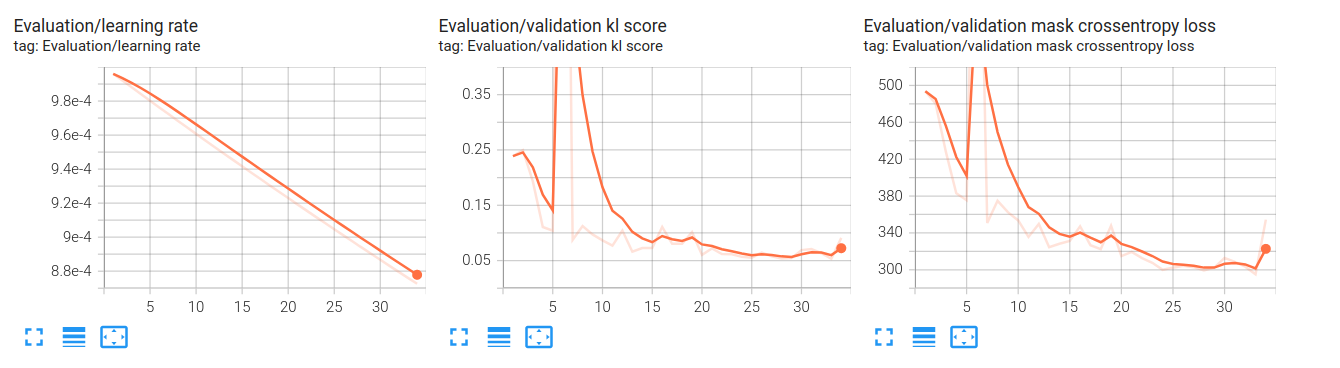 Evaluation/learning rate
tag: Evaluation/learning rate
9.8e-4
9.6e-4
9.4e-4
9.2e-4
9e-4
8.8e-4
5 10 15 20 25 30
Evaluation/validation kl score
tag: Evaluation/validation kl score
0.35
0.25
0.15
0.05
5 10 15 20 25 30
Evaluation/validation mask crossentropy loss
tag: Evaluation/validation mask crossentropy loss
500
460
420
380
340
300
5 10 15 20 25 30